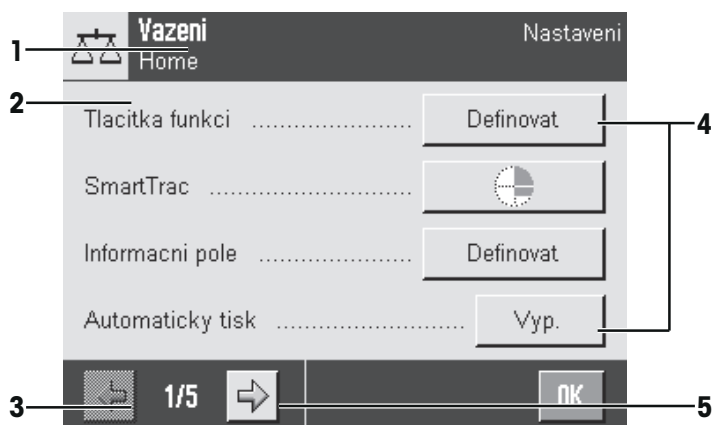 Vazeni
Nastaveni
1
Home
2
Tlacitka funkci ........................ Definovat
4
SmartTrac ..............................
Informacni pole ...................... Definovat
Automaticky tisk ............................ Vyp.
3
1/5
OK
5